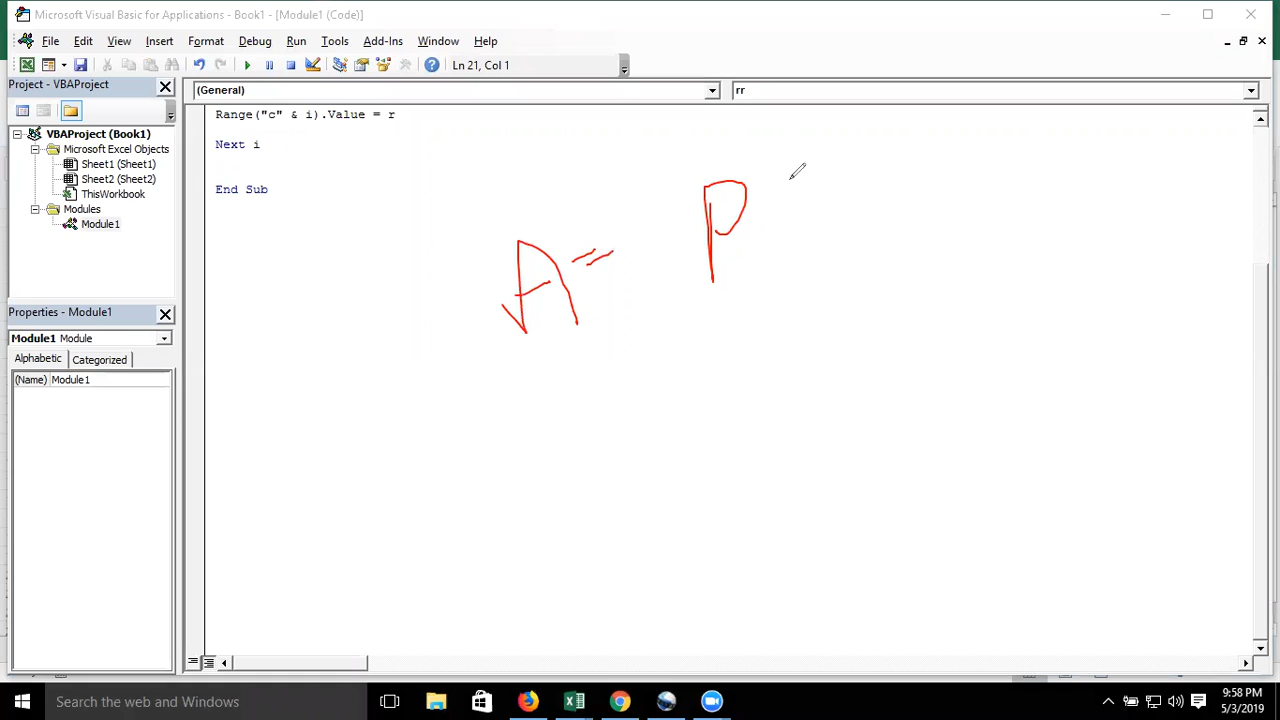 Microsoft Visual Basic for Applications - Book1 - [Module1 (Code)]
File Edit View Insert Format Debug Run Tools Add-Ins Window Help
Ln 21, Col 1
Project - VBAProject
(General)
rr
VBAProject (Book1)
Microsoft Excel Objects
Sheet1 (Sheet1)
Sheet2 (Sheet2)
ThisWorkbook
Modules
Module1
Range("c" & i).Value = r
Next i
End Sub
A = P
Properties - Module1
Module1 Module
Alphabetic Categorized
(Name) Module1
Search the web and Windows
9:58 PM
5/3/2019